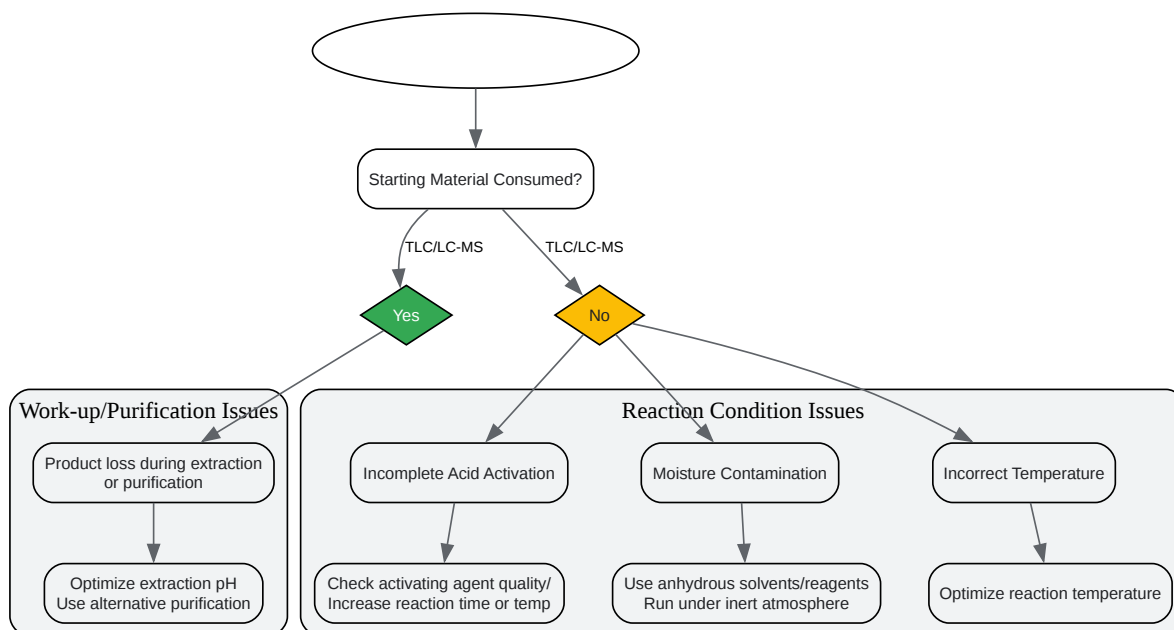 Starting Material Consumed?
TLC/LC-MS
TLC/LC-MS
Yes
No
Work-up/Purification Issues
Reaction Condition Issues
Product loss during extraction
or purification
Incomplete Acid Activation
Moisture Contamination
Incorrect Temperature
Optimize extraction pH
Use alternative purification
Check activating agent quality/
Increase reaction time or temp
Use anhydrous solvents/reagents
Run under inert atmosphere
Optimize reaction temperature